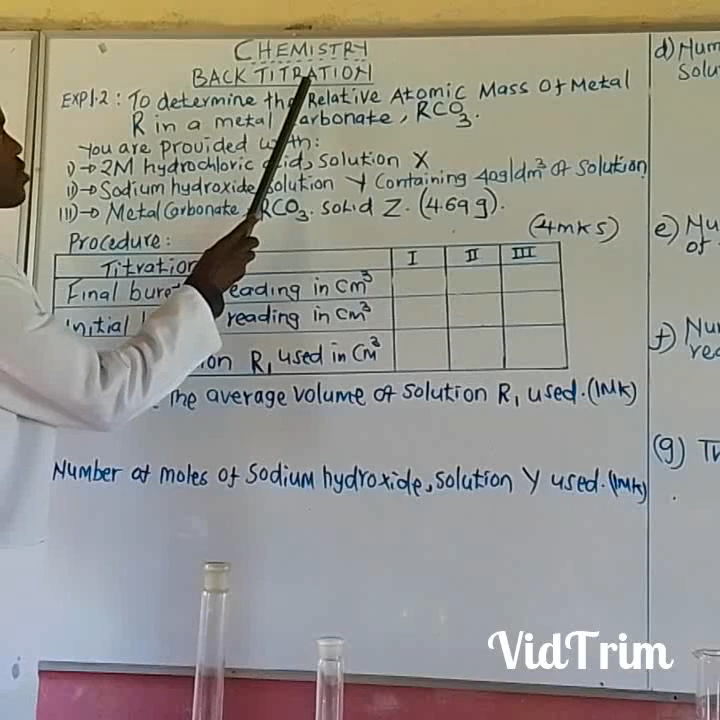 CHEMISTRY
BACK TITRATION
EXP1.2: To determine the Relative Atomic Mass Of Metal
R in a metal carbonate, RCO3.
You are provided with:
i)→2M hydrochloric acid, solution X
ii)→Sodium hydroxide, solution Y Containing 40g|dm3 of solution
iii)→Metal Carbonate, RCO3. Solid Z. (4.69g).
Procedure: (4mks)
Titration I II III
Final burette reading in cm3
Initial reading in cm3
R1 used in cm3
The average volume of solution R1 used. (1mk)
Number of moles of Sodium hydroxide, solution Y used. (1mk)
d) Num
Solu
e) Nu
of
f) Nu
rea
(g) Th
VidTrim